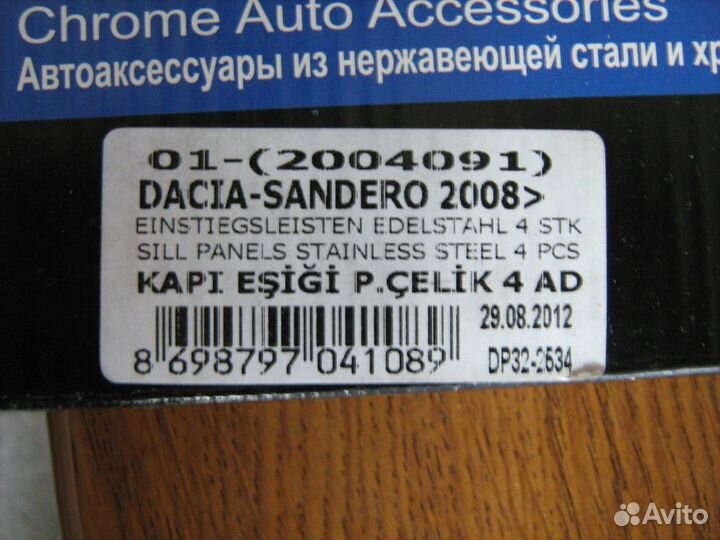 Chrome Auto Accessories
Автоаксессуары из нержавеющей стали и хр
01-(2004091)
DACIA-SANDERO 2008>
EINSTIEGSLEISTEN EDELSTAHL 4 STK
SILL PANELS STAINLESS STEEL 4 PCS
KAPI EŞİĞİ P.ÇELİK 4 AD
29.08.2012
8 698797 041089
DP32-2534
Avito